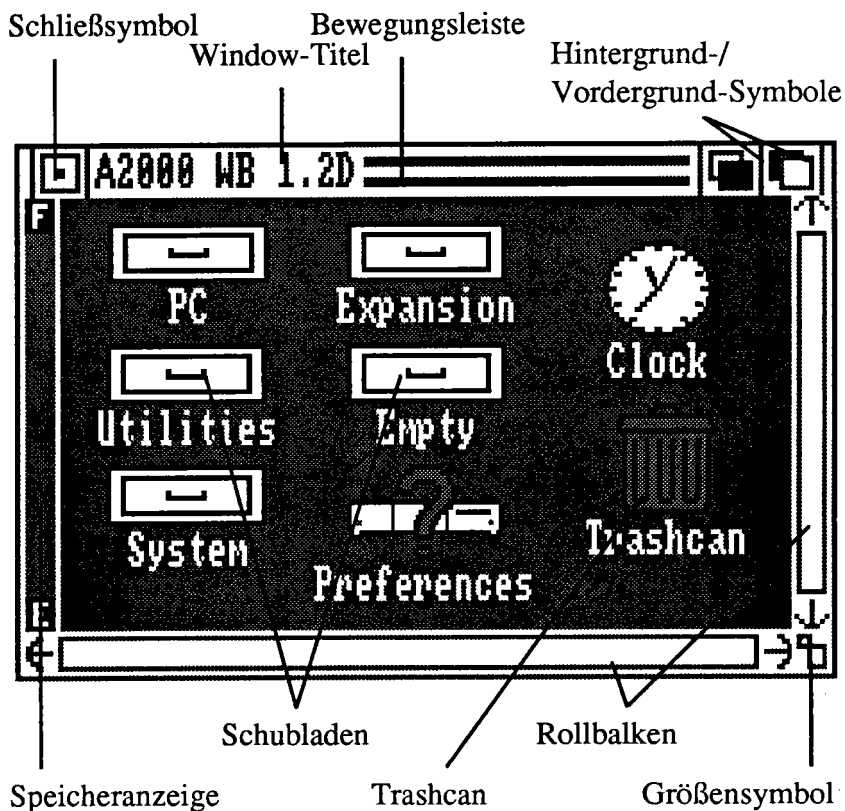 Schließsymbol
Bewegungsleiste
Window-Titel
Hintergrund-/
Vordergrund-Symbole
A2000 WB 1.2D
F
PC
Expansion
Clock
Utilities
Empty
System
Preferences
Trashcan
E
Schubladen
Rollbalken
Speicheranzeige
Trashcan
Größensymbol